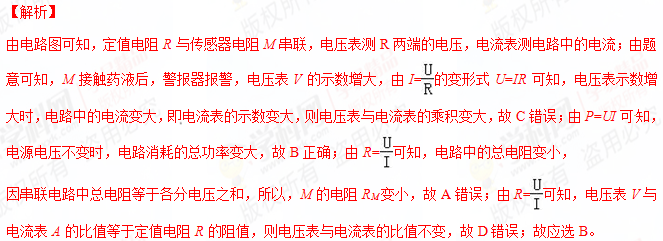 【解析】
由电路图可知，定值电阻 R 与传感器电阻 M 串联，电压表测 R 两端的电压，电流表测电路中的电流；由题
意可知，M 接触药液后，警报器报警，电压表 V 的示数增大，由 I=U/R的变形式 U=IR 可知，电压表示数增
大时，电路中的电流变大，即电流表的示数变大，则电压表与电流表的乘积变大，故 C 错误；由 P=UI 可知，
电源电压不变时，电路消耗的总功率变大，故 B 正确；由 R=U/I可知，电路中的总电阻变小，
因串联电路中总电阻等于各分电压之和，所以，M 的电阻 RM变小，故 A 错误；由 R=U/I可知，电压表 V 与
电流表 A 的比值等于定值电阻 R 的阻值，则电压表与电流表的比值不变，故 D 错误；故应选 B。